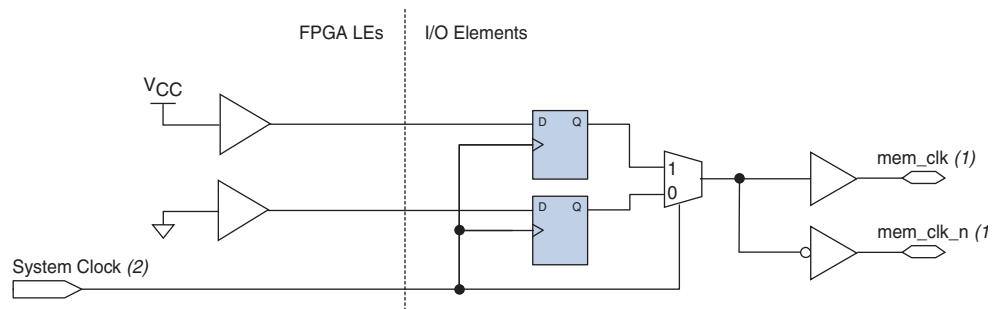 FPGA LEs
I/O Elements
VCC
D Q
1
0
mem_clk (1)
D Q
mem_clk_n (1
System Clock (2)